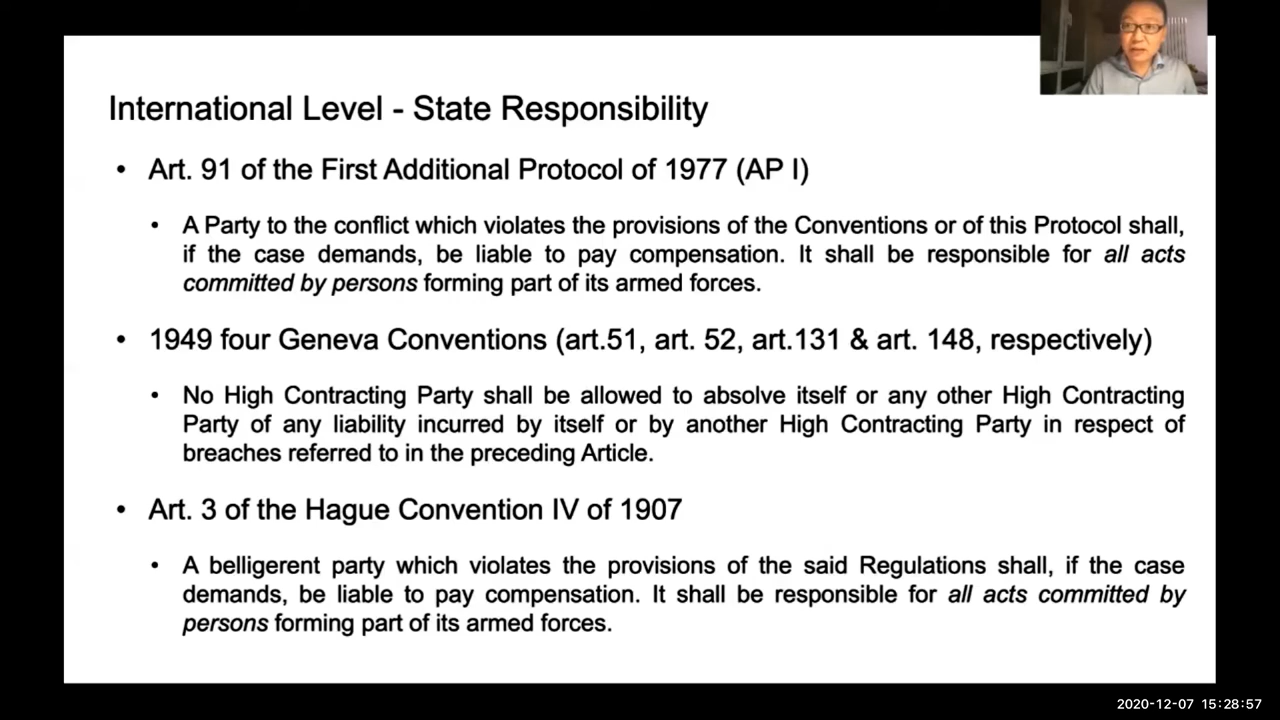 International Level - State Responsibility
• Art. 91 of the First Additional Protocol of 1977 (AP I)
• A Party to the conflict which violates the provisions of the Conventions or of this Protocol shall,
if the case demands, be liable to pay compensation. It shall be responsible for all acts
committed by persons forming part of its armed forces.
• 1949 four Geneva Conventions (art.51, art. 52, art.131 & art. 148, respectively)
• No High Contracting Party shall be allowed to absolve itself or any other High Contracting
Party of any liability incurred by itself or by another High Contracting Party in respect of
breaches referred to in the preceding Article.
• Art. 3 of the Hague Convention IV of 1907
• A belligerent party which violates the provisions of the said Regulations shall, if the case
demands, be liable to pay compensation. It shall be responsible for all acts committed by
persons forming part of its armed forces.
2020-12-07 15:28:57